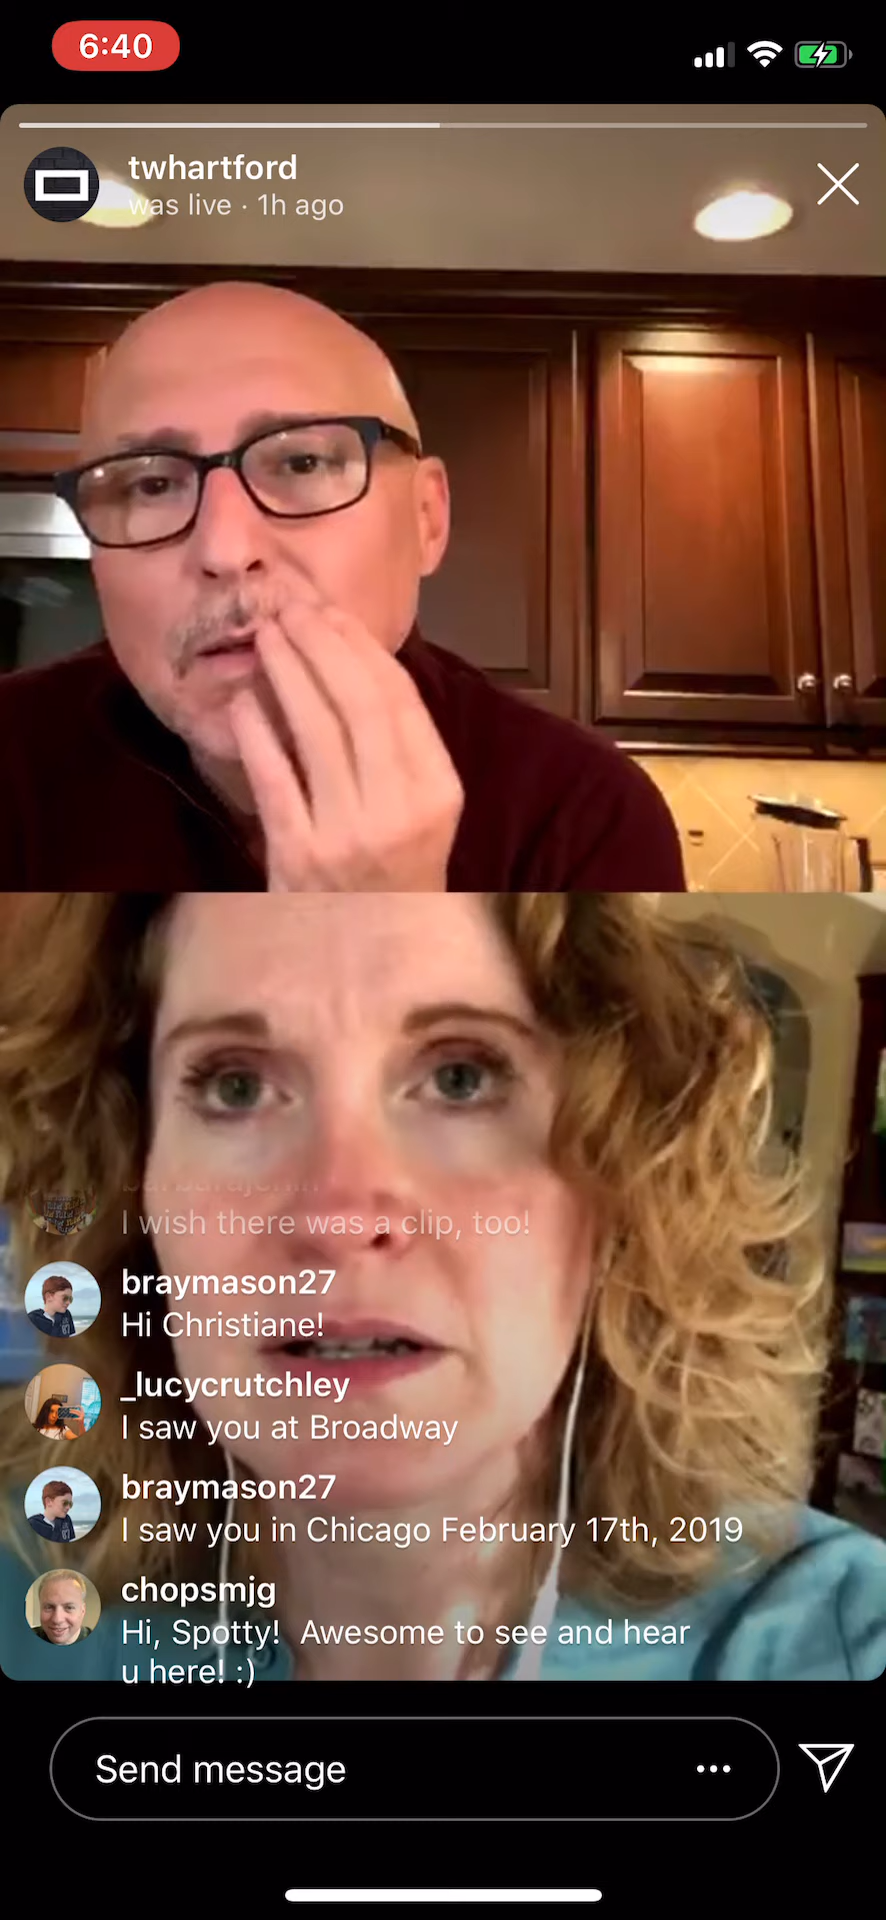 6:40
twhartford
was live · 1h ago
I wish there was a clip, too!
braymason27
Hi Christiane!
_lucycrutchley
I saw you at Broadway
braymason27
I saw you in Chicago February 17th, 2019
chopsmjg
Hi, Spotty!  Awesome to see and hear
u here! :)
Send message